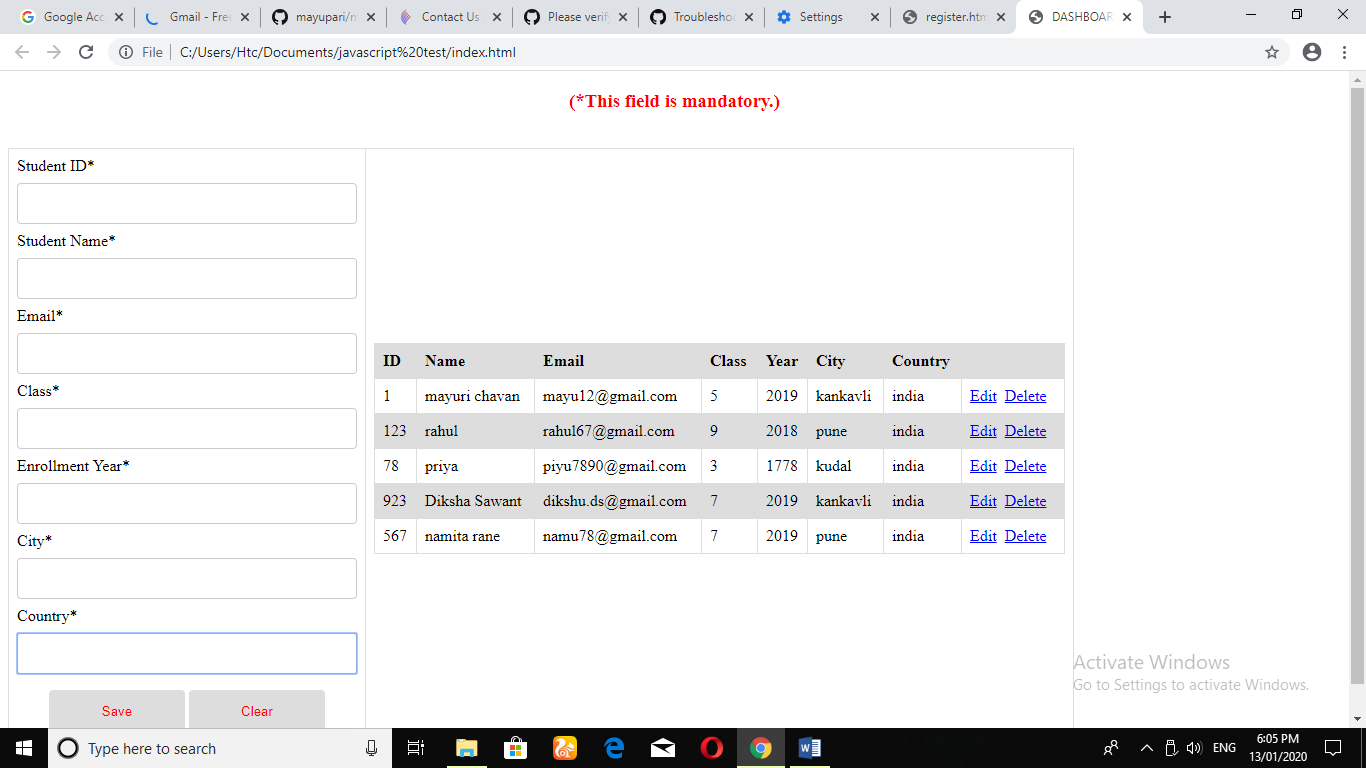 Google Acc
Gmail - Free
mayupari/m
Contact Us
Please verify
Troubleshoo
Settings
register.htm
DASHBOAR
File
C:/Users/Htc/Documents/javascript%20test/index.html
(*This field is mandatory.)
Student ID*
Student Name*
Email*
Class*
Enrollment Year*
City*
Country*
Save Clear
ID Name Email Class Year City Country
1 mayuri chavan mayu12@gmail.com 5 2019 kankavli india Edit Delete
123 rahul rahul67@gmail.com 9 2018 pune india Edit Delete
78 priya piyu7890@gmail.com 3 1778 kudal india Edit Delete
923 Diksha Sawant dikshu.ds@gmail.com 7 2019 kankavli india Edit Delete
567 namita rane namu78@gmail.com 7 2019 pune india Edit Delete
Activate Windows
Go to Settings to activate Windows.
Type here to search
ENG
6:05 PM
13/01/2020